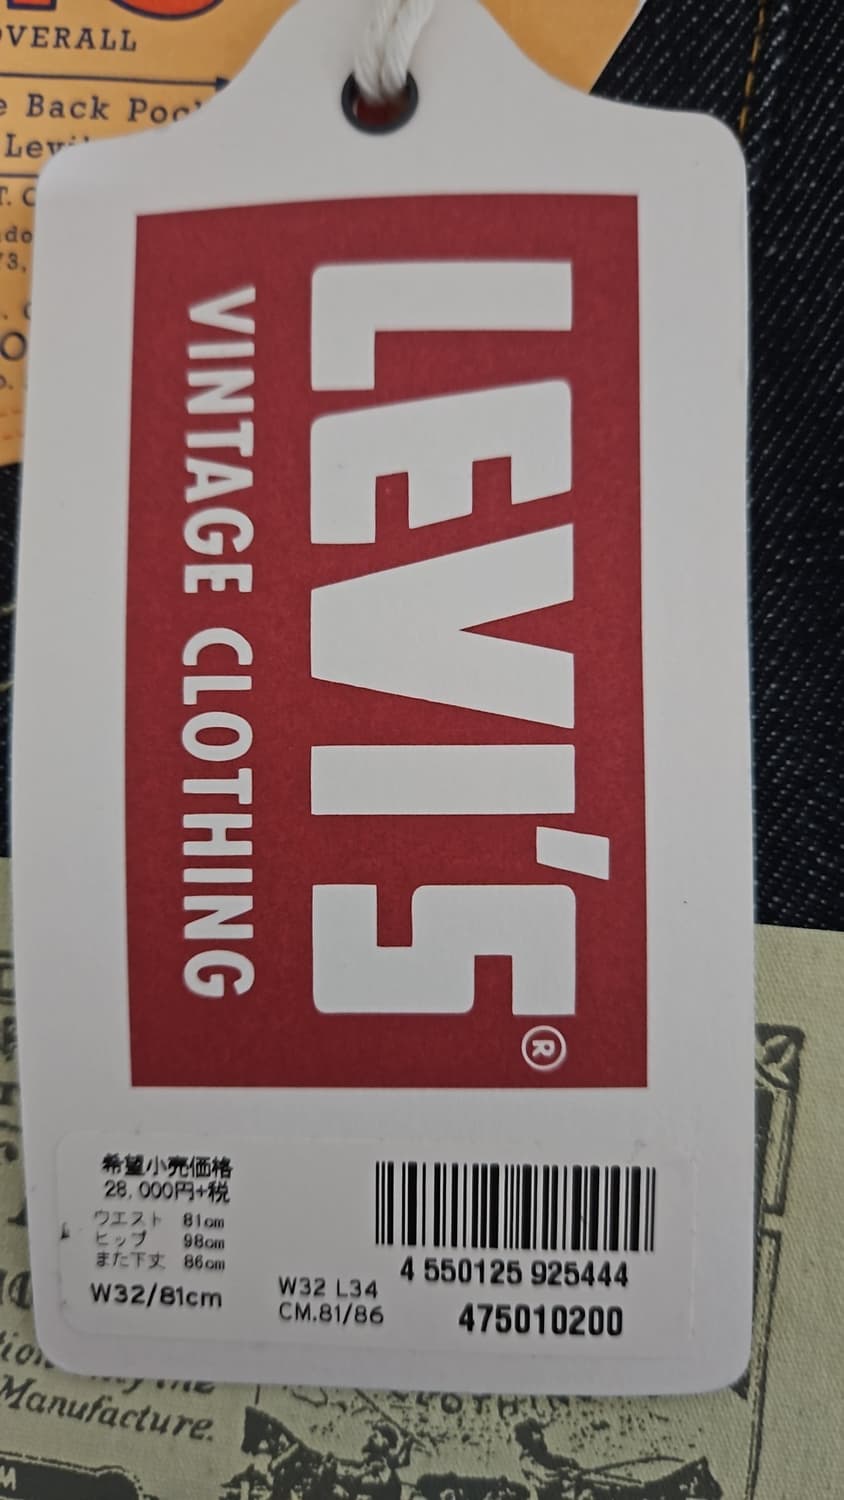 OVERALL
Back
LEVI'S®
VINTAGE CLOTHING
希望小売価格
28,000円+税
ウエスト 81cm
ヒップ 98cm
また下丈 86cm
W32/81cm
W32 L34
CM.81/86
4 550125 925444
475010200
Manufacture.